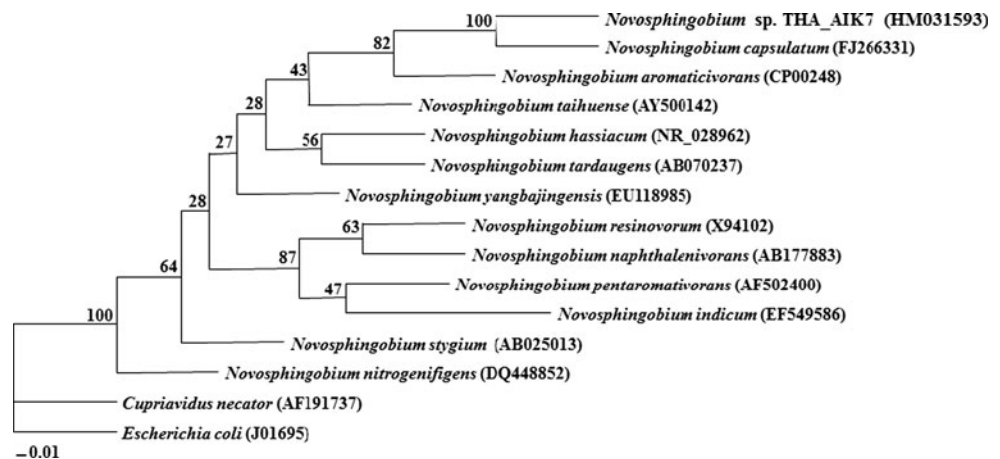 100
Novosphingobium sp. THA_AIK7 (HM031593)
82
Novosphingobium capsulatum (FJ266331)
43
Novosphingobium aromaticivorans (CP00248)
28
Novosphingobium taihuense (AY500142)
56
Novosphingobium hassiacum (NR_028962)
27
Novosphingobium tardaugens (AB070237)
28
Novosphingobium yangbajingensis (EU118985)
63
Novosphingobium resinovorum (X94102)
87
Novosphingobium naphthalenivorans (AB177883)
64
47
Novosphingobium pentaromativorans (AF502400)
Novosphingobium indicum (EF549586)
100
Novosphingobium stygium (AB025013)
Novosphingobium nitrogenifigens (DQ448852)
Cupriavidus necator (AF191737)
Escherichia coli (J01695)
0.01